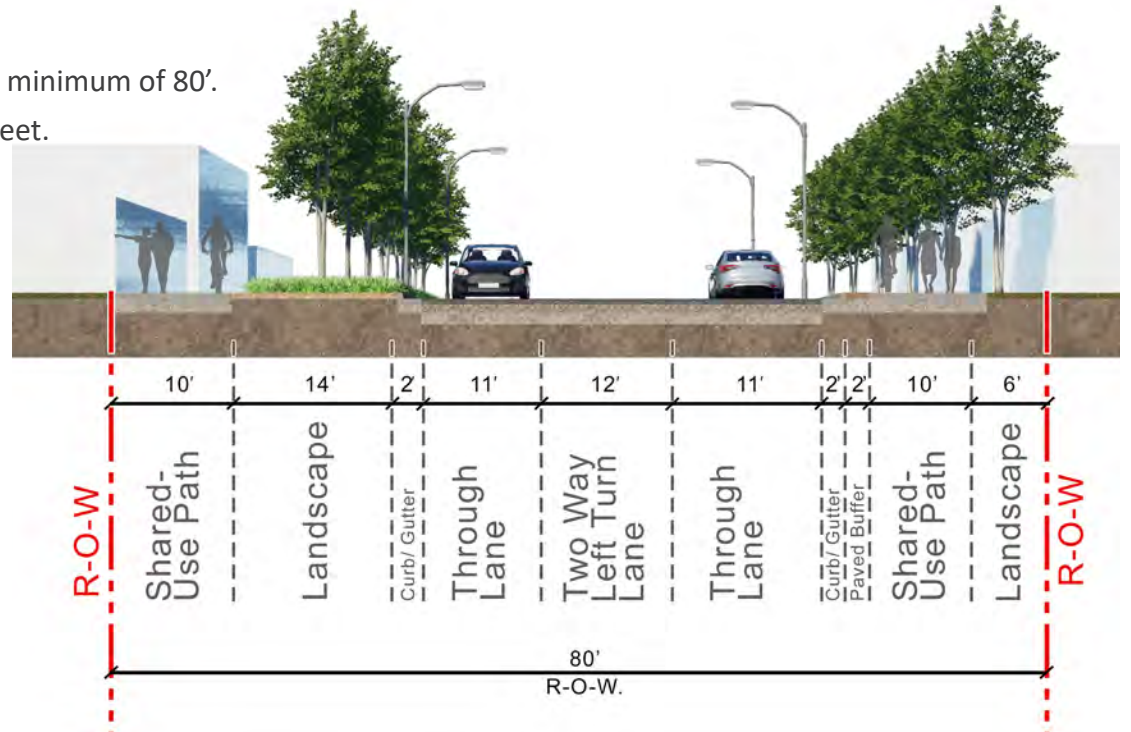 minimum of 80’.
eet.
10’ 14’ 2’ 11’ 12’ 11’ 2’ 2’ 10’ 6’
R-O-W
Shared-
Use Path
Landscape
Curb/ Gutter
Through
Lane
Two Way
Left Turn
Lane
Through
Lane
Curb/ Gutter
Paved Buffer
Shared-
Use Path
Landscape
R-O-W
80’
R-O-W.